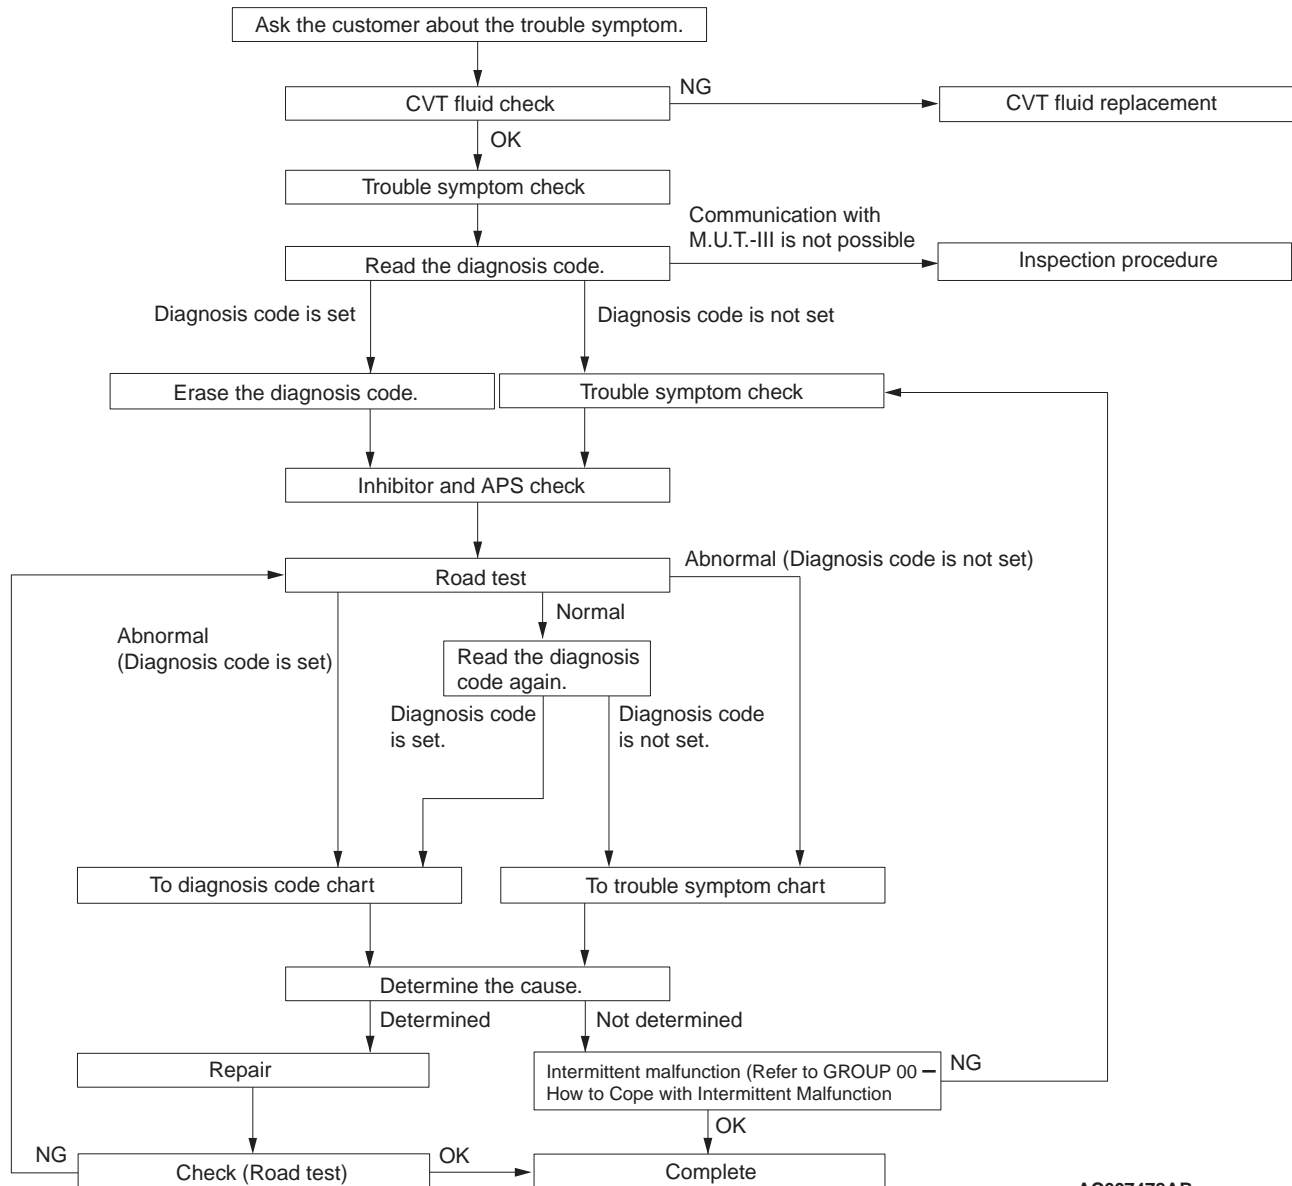 Ask the customer about the trouble symptom.
CVT fluid check
NG
CVT fluid replacement
OK
Trouble symptom check
Communication with
M.U.T.-III is not possible
Read the diagnosis code.
Inspection procedure
Diagnosis code is set
Diagnosis code is not set
Erase the diagnosis code.
Trouble symptom check
Inhibitor and APS check
Road test
Abnormal (Diagnosis code is not set)
Normal
Abnormal
(Diagnosis code is set)
Read the diagnosis
code again.
Diagnosis code
is set.
Diagnosis code
is not set.
To diagnosis code chart
To trouble symptom chart
Determine the cause.
Determined
Not determined
Repair
Intermittent malfunction (Refer to GROUP 00 −
How to Cope with Intermittent Malfunction
NG
OK
NG
Check (Road test)
OK
Complete